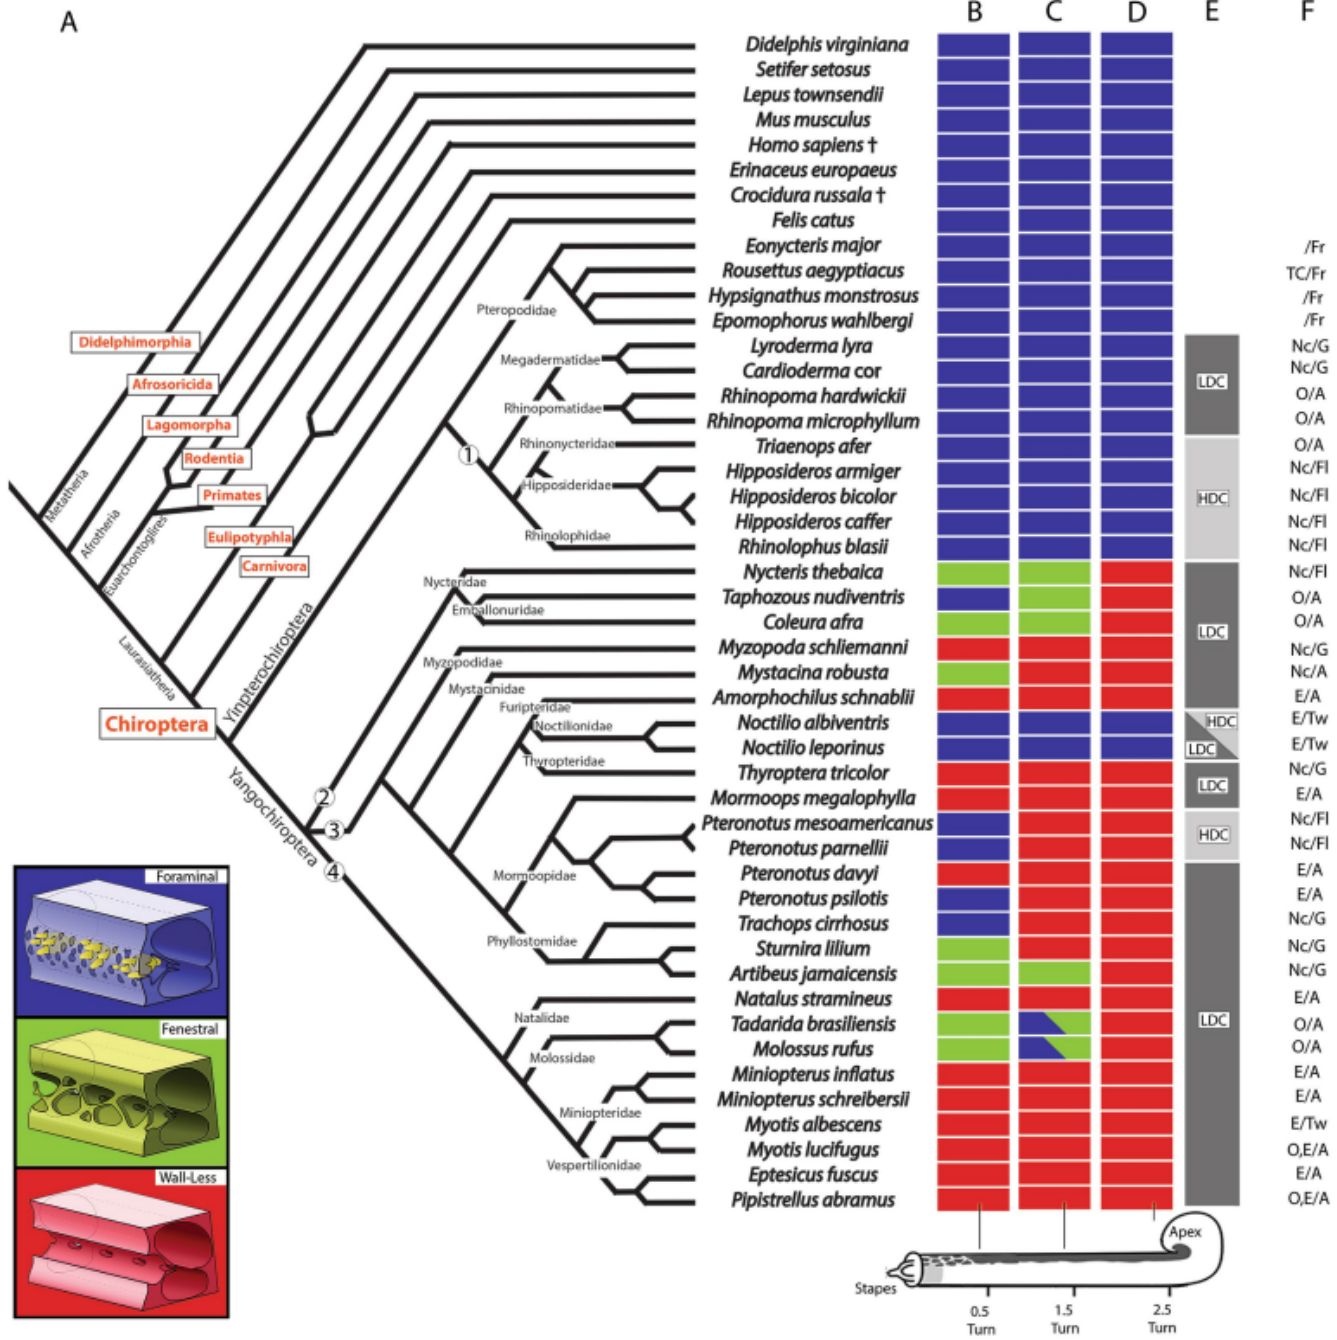 A B C D E F
Didelphis virginiana
Setifer setosus
Lepus townsendii
Mus musculus
Homo sapiens †
Erinaceus europaeus
Crocidura russala †
Felis catus
Eonycteris major /Fr
Rousettus aegyptiacus TC/Fr
Hypsignathus monstrosus /Fr
Epomophorus wahlbergi /Fr
Lyroderma lyra Nc/G
Cardioderma cor Nc/G
Rhinopoma hardwickii O/A
Rhinopoma microphyllum O/A
Triaenops afer O/A
Hipposideros armiger Nc/Fl
Hipposideros bicolor Nc/Fl
Hipposideros caffer Nc/Fl
Rhinolophus blasii Nc/Fl
Nycteris thebaica Nc/Fl
Taphozous nudiventris O/A
Coleura afra O/A
Myzopoda schliemanni Nc/G
Mystacina robusta Nc/A
Amorphochilus schnablii E/A
Noctilio albiventris E/Tw
Noctilio leporinus E/Tw
Thyroptera tricolor Nc/G
Mormoops megalophylla E/A
Pteronotus mesoamericanus Nc/Fl
Pteronotus parnellii Nc/Fl
Pteronotus davyi E/A
Pteronotus psilotis E/A
Trachops cirrhosus Nc/G
Sturnira lilium Nc/G
Artibeus jamaicensis Nc/G
Natalus stramineus E/A
Tadarida brasiliensis O/A
Molossus rufus O/A
Miniopterus inflatus E/A
Miniopterus schreibersii E/A
Myotis albescens E/Tw
Myotis lucifugus O,E/A
Eptesicus fuscus E/A
Pipistrellus abramus O,E/A
LDC
HDC
LDC
HDC
LDC
LDC
HDC
LDC
Didelphimorphia
Afrosoricida
Lagomorpha
Rodentia
Primates
Eulipotyphla
Carnivora
Chiroptera
Metatheria
Afrotheria
Euarchontoglires
Laurasiatheria
Yinpterochiroptera
Yangochiroptera
1
2
3
4
Pteropodidae
Megadermatidae
Rhinopomatidae
Rhinonycteridae
Hipposideridae
Rhinolophidae
Nycteridae
Emballonuridae
Myzopodidae
Mystacinidae
Furipteridae
Noctilionidae
Thyropteridae
Mormoopidae
Phyllostomidae
Natalidae
Molossidae
Miniopteridae
Vespertilionidae
Foraminal
Fenestral
Wall-Less
Apex
Stapes
0.5 1.5 2.5
Turn Turn Turn